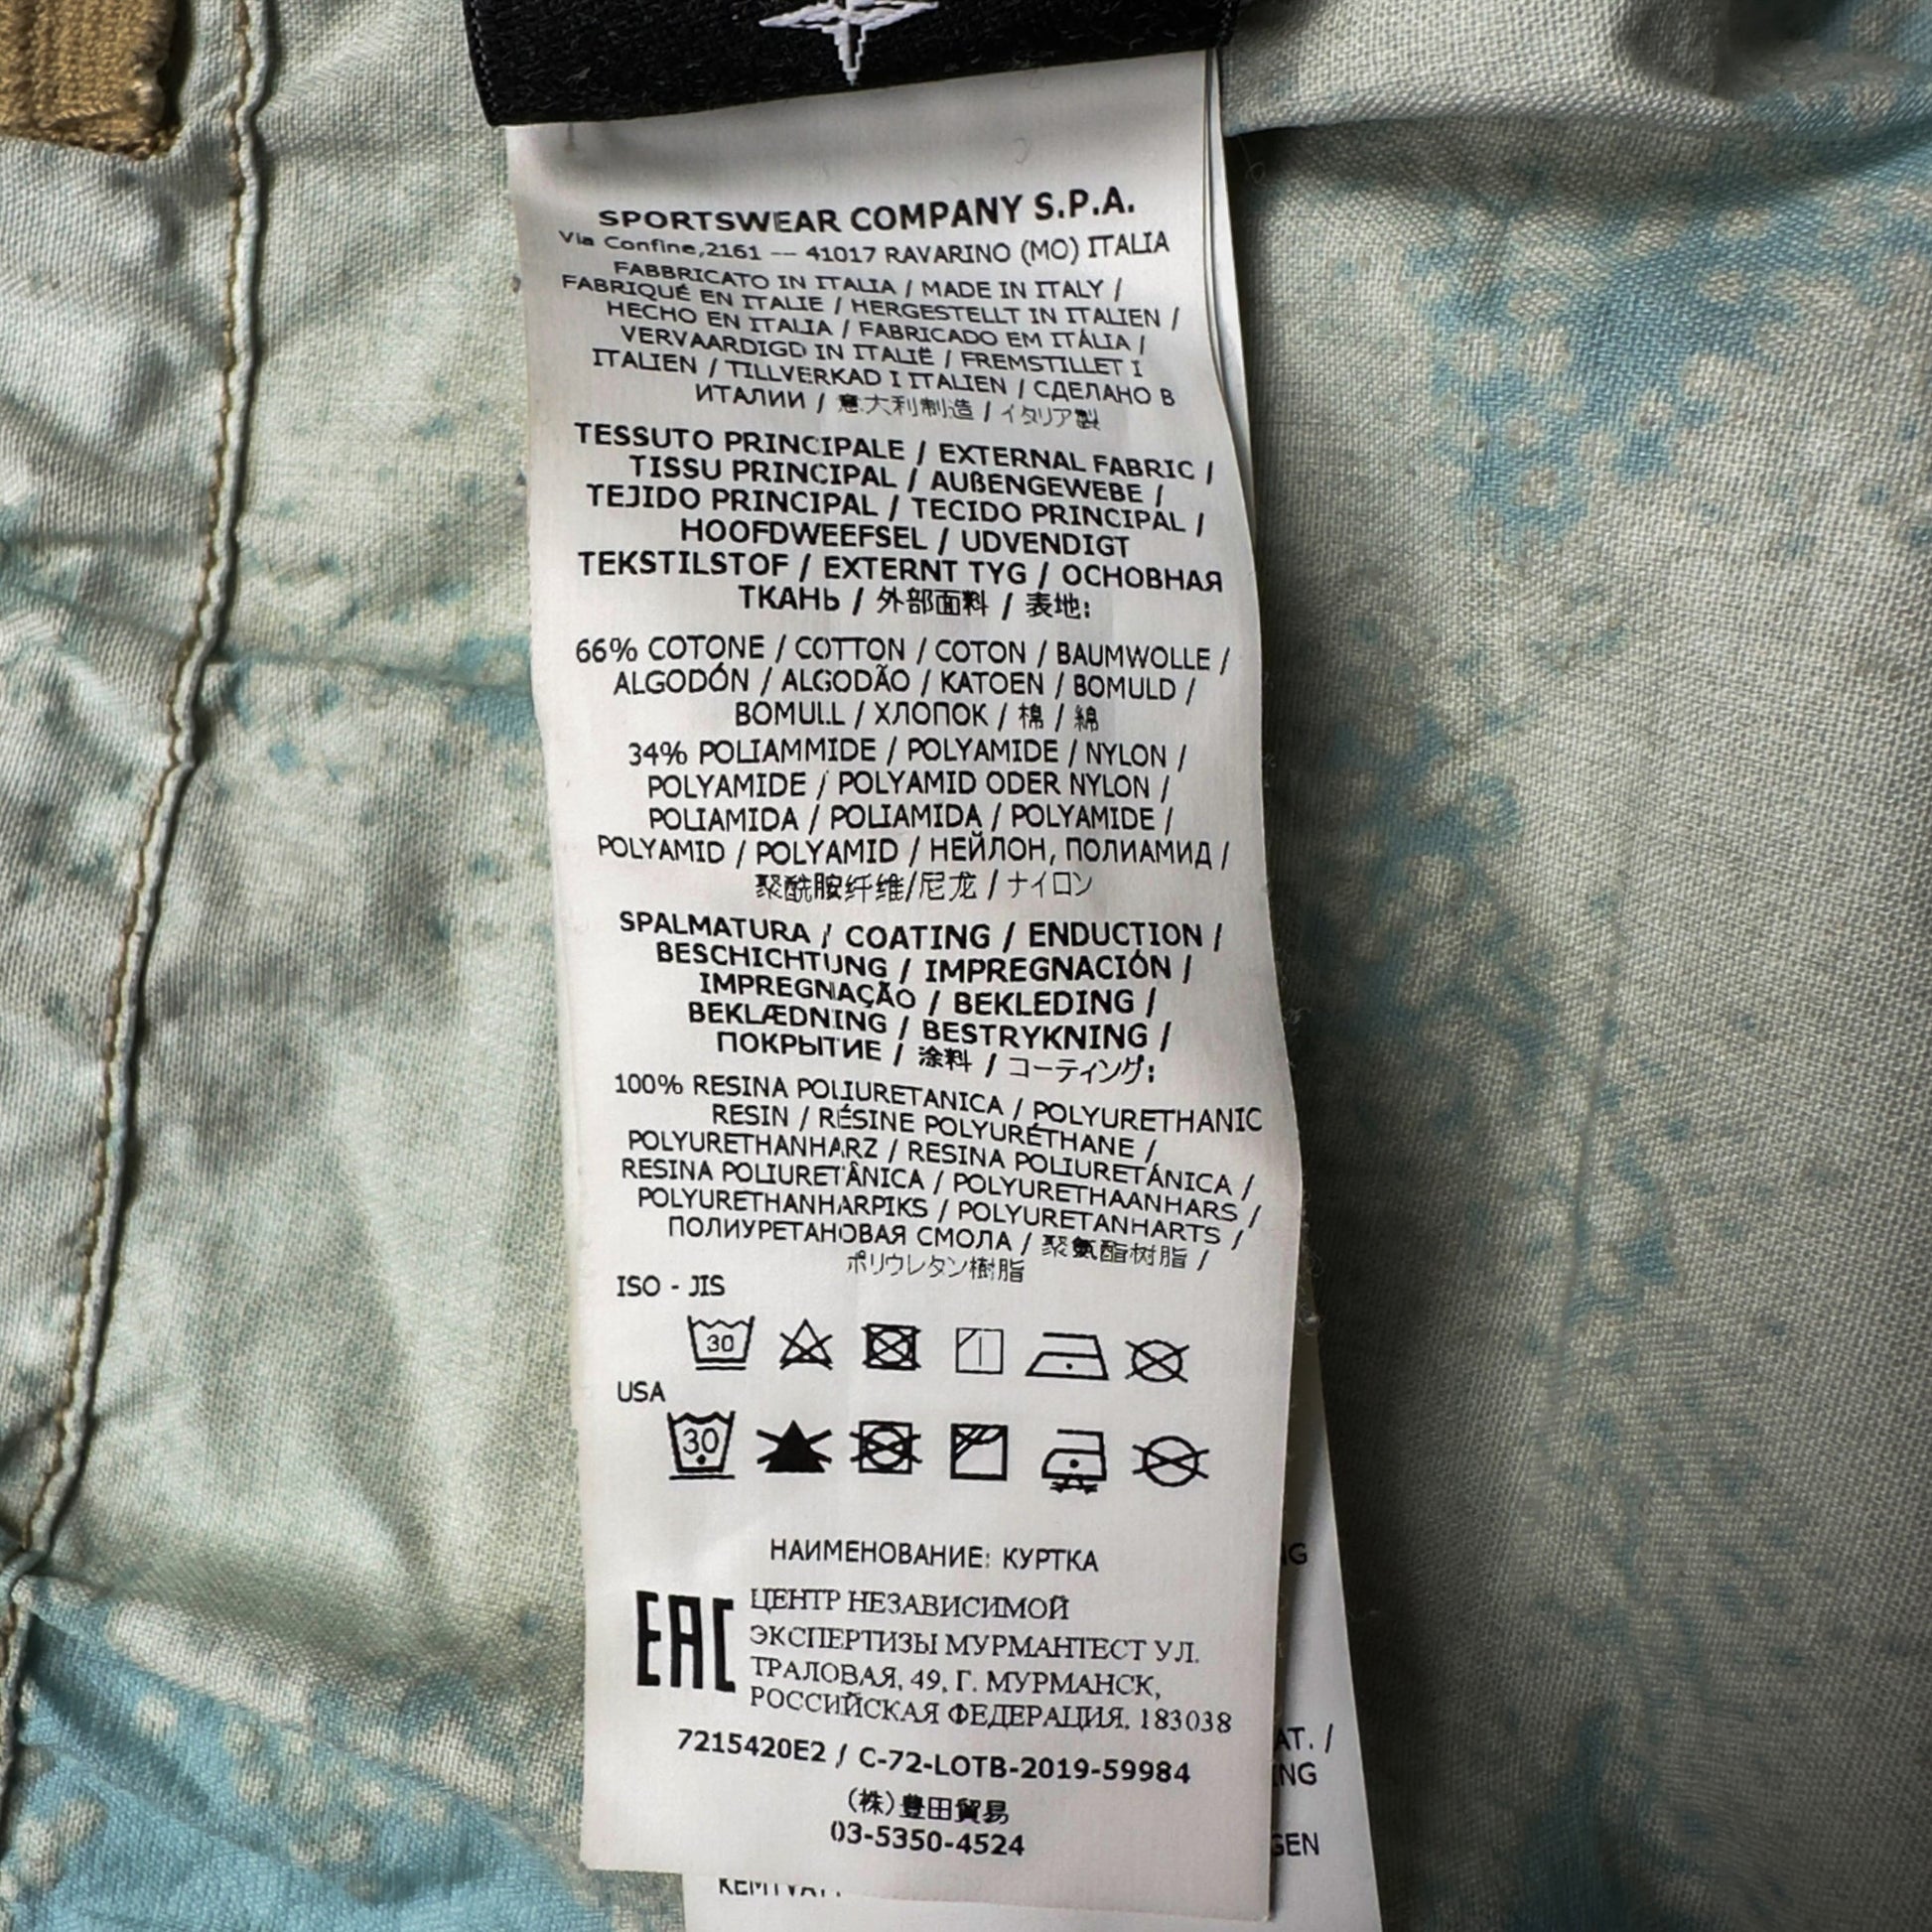 SPORTSWEAR COMPANY S.P.A.
Via Confine,2161 -- 41017 RAVARINO (MO) ITALIA
FABBRICATO IN ITALIA / MADE IN ITALY /
FABRIQUÉ EN ITALIE / HERGESTELLT IN ITALIEN /
HECHO EN ITALIA / FABRICADO EM ITÁLIA /
VERVAARDIGD IN ITALIË / FREMSTILLET I
ITALIEN / TILLVERKAD I ITALIEN / СДЕЛАНО В
ИТАЛИИ / 意大利制造 / イタリア製
TESSUTO PRINCIPALE / EXTERNAL FABRIC /
TISSU PRINCIPAL / AUßENGEWEBE /
TEJIDO PRINCIPAL / TECIDO PRINCIPAL /
HOOFDWEEFSEL / UDVENDIGT
TEKSTILSTOF / EXTERNT TYG / ОСНОВНАЯ
ТКАНЬ / 外部面料 / 表地:
66% COTONE / COTTON / COTON / BAUMWOLLE /
ALGODÓN / ALGODÃO / KATOEN / BOMULD /
BOMULL / ХЛОПОК / 棉 / 綿
34% POLIAMMIDE / POLYAMIDE / NYLON /
POLYAMIDE / POLYAMID ODER NYLON /
POLIAMIDA / POLIAMIDA / POLYAMIDE /
POLYAMID / POLYAMID / НЕЙЛОН, ПОЛИАМИД /
聚酰胺纤维/尼龙 / ナイロン
SPALMATURA / COATING / ENDUCTION /
BESCHICHTUNG / IMPREGNACIÓN /
IMPREGNAÇÃO / BEKLEDING /
BEKLÆDNING / BESTRYKNING /
ПОКРЫТИЕ / 涂料 / コーティング:
100% RESINA POLIURETANICA / POLYURETHANIC
RESIN / RÉSINE POLYURÉTHANE /
POLYURETHANHARZ / RESINA POLIURETÁNICA /
RESINA POLIURETÂNICA / POLYURETHAANHARS /
POLYURETHANHARPIKS / POLYURETANHARTS /
ПОЛИУРЕТАНОВАЯ СМОЛА / 聚氨酯树脂 /
ポリウレタン樹脂
ISO - JIS
30
USA
30
НАИМЕНОВАНИЕ: КУРТКА
EAC
ЦЕНТР НЕЗАВИСИМОЙ
ЭКСПЕРТИЗЫ МУРМАНТЕСТ УЛ.
ТРАЛОВАЯ, 49, Г. МУРМАНСК,
РОССИЙСКАЯ ФЕДЕРАЦИЯ, 183038
7215420E2 / C-72-LOTB-2019-59984
(株)豊田貿易
03-5350-4524